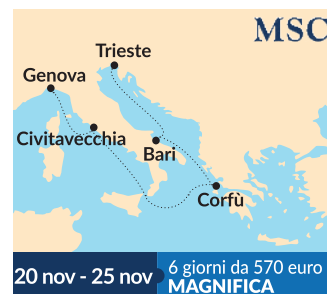 MSC
Trieste
Genova
Civitavecchia
Bari
Corfù
20 nov - 25 nov
6 giorni da 570 euro
MAGNIFICA